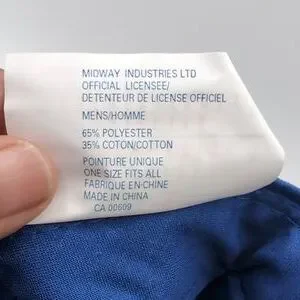 MIDWAY INDUSTRIES LTD
OFFICIAL LICENSEE/
DETENTEUR DE LICENSE OFFICIEL
MENS/HOMME
65% POLYESTER
35% COTON/COTTON
POINTURE UNIQUE
ONE SIZE FITS ALL
FABRIQUE EN·CHINE
MADE IN CHINA
CA 00609